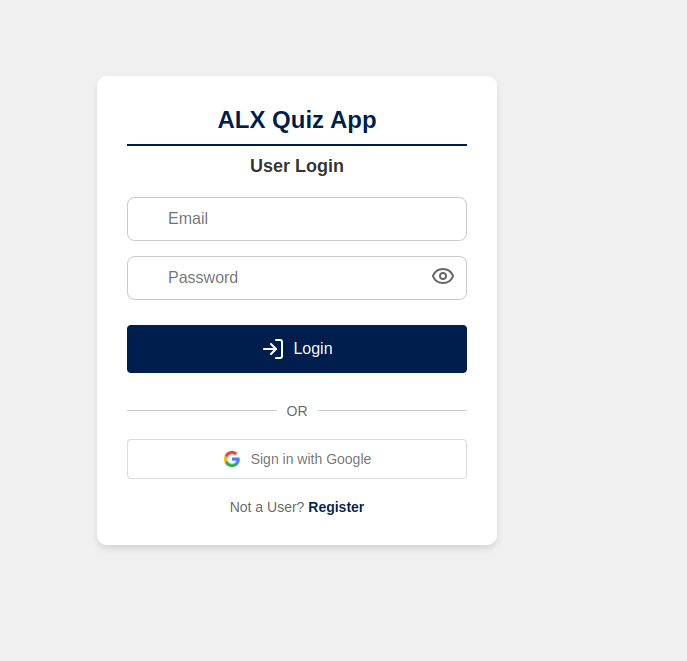 ALX Quiz App
User Login
Email
Password
Login
OR
Sign in with Google
Not a User? Register